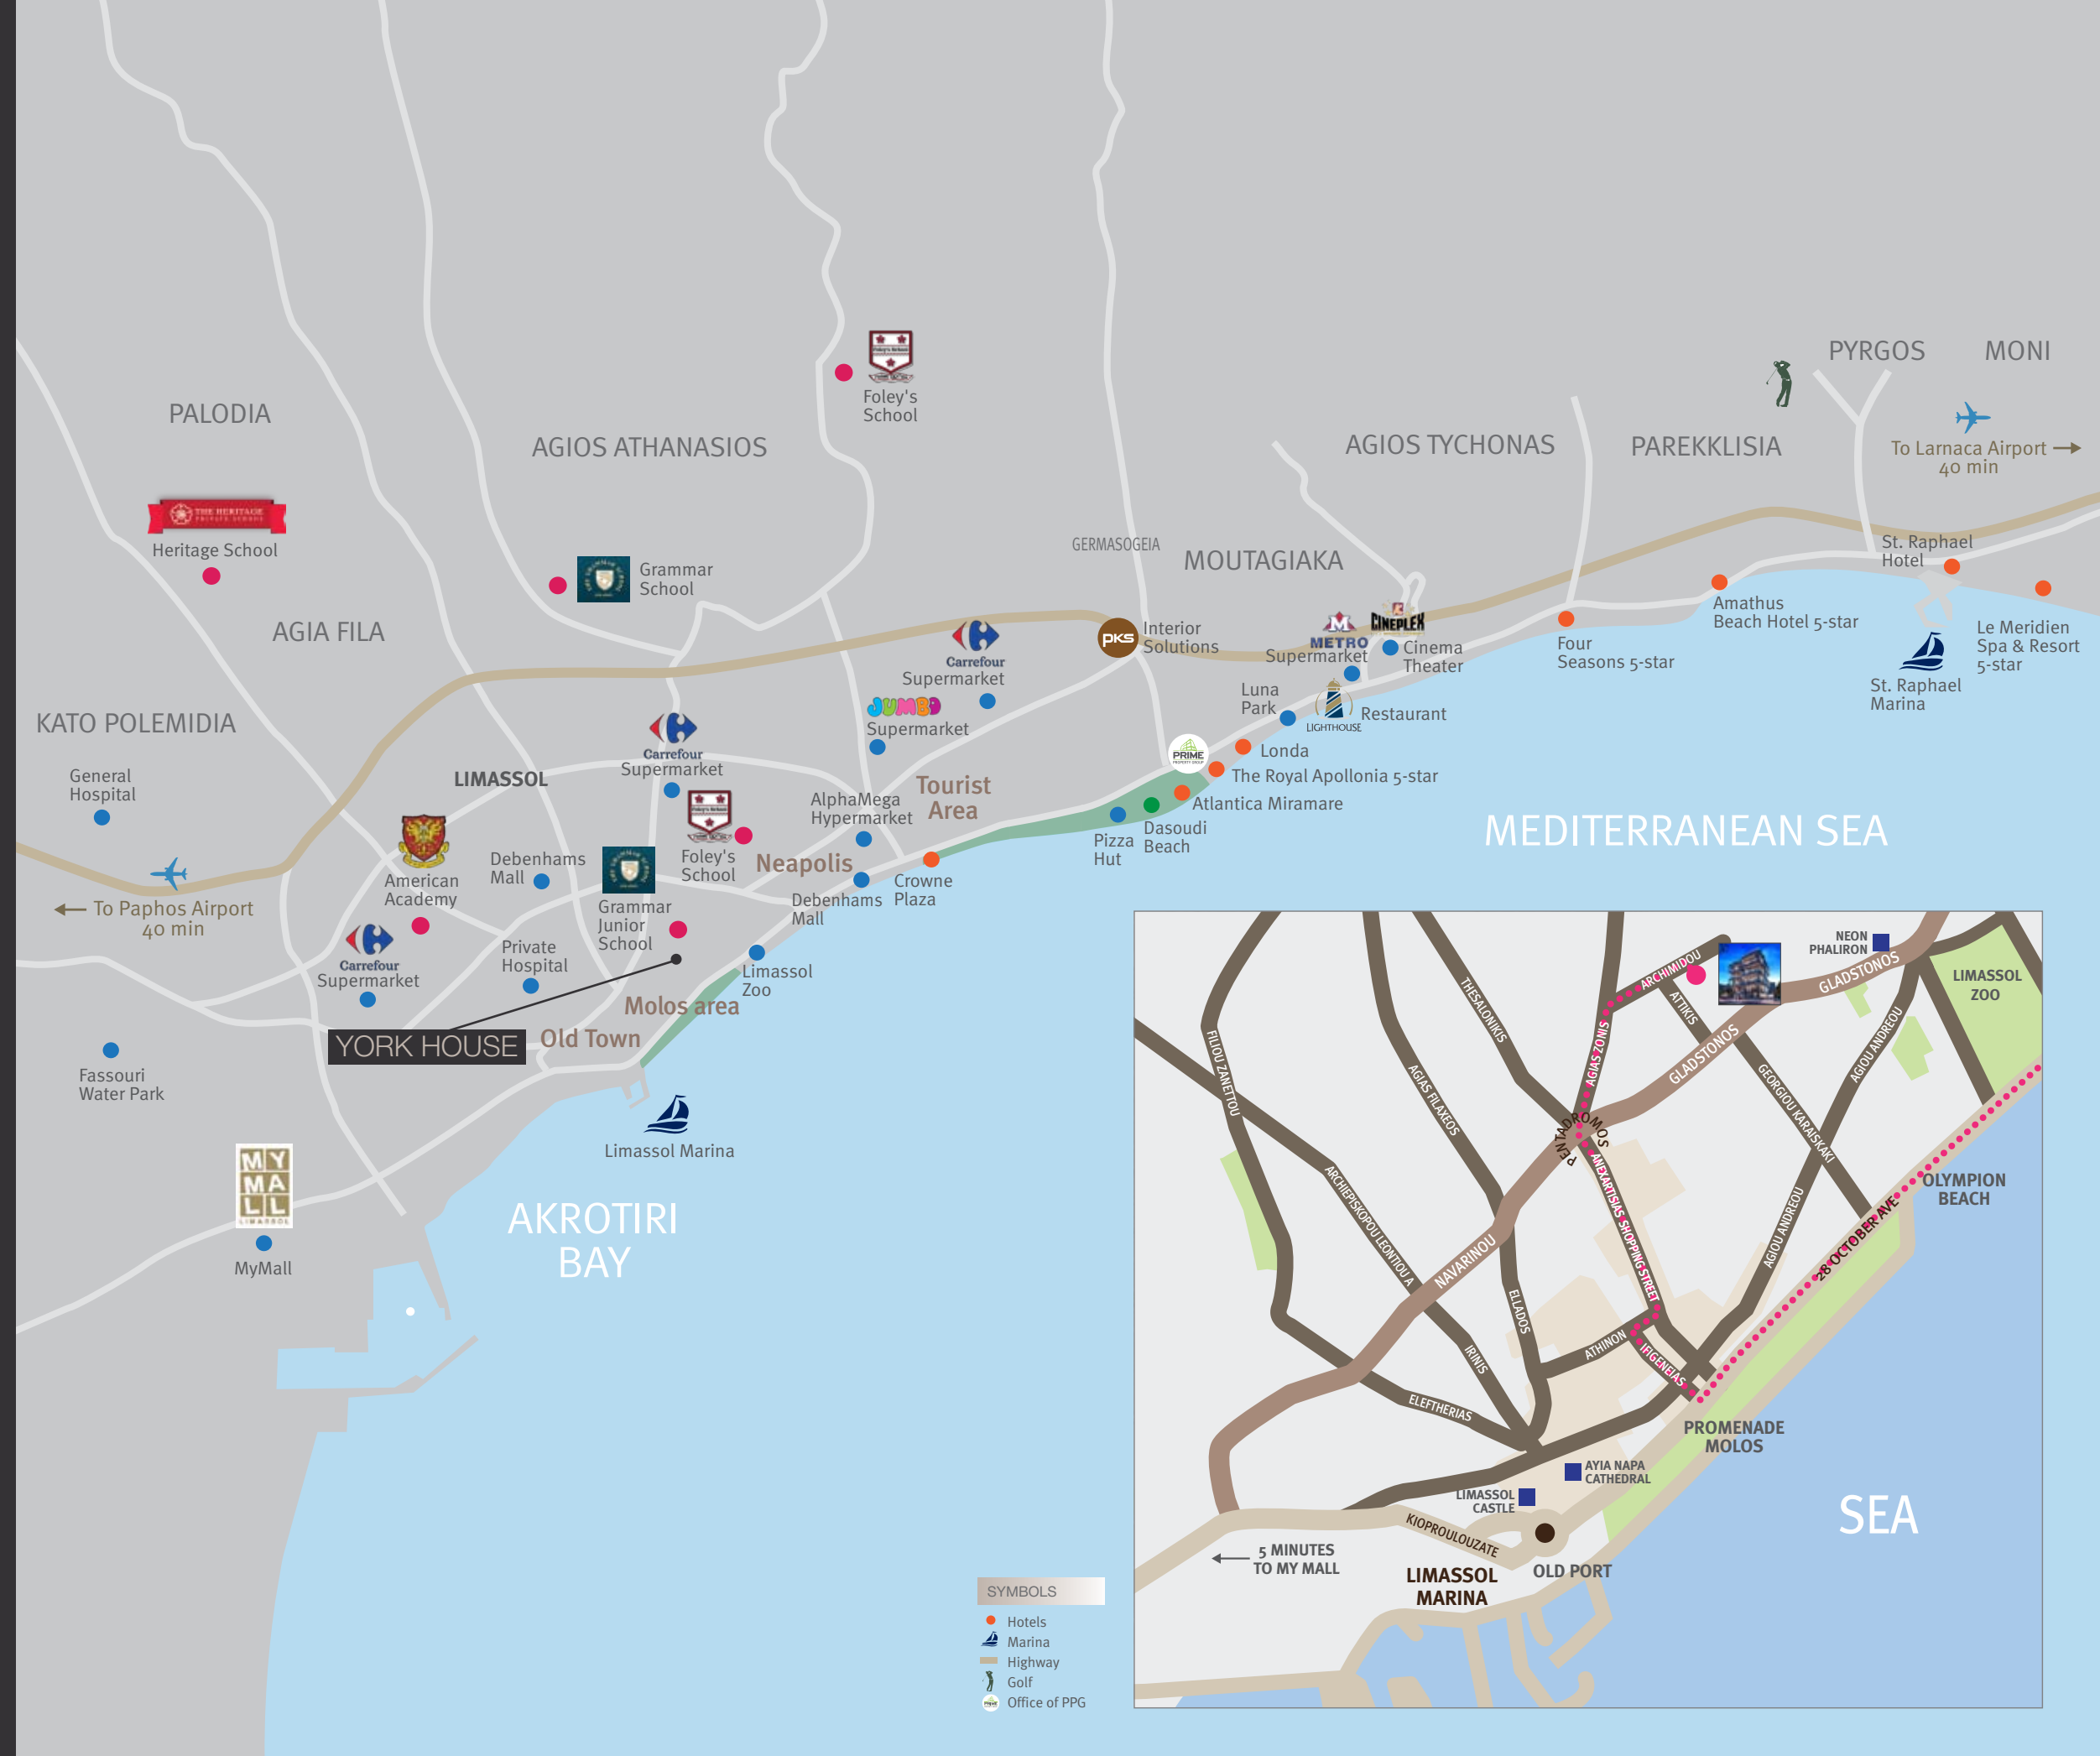 PYRGOS
MONI
PALODIA
Foley's
School
AGIOS ATHANASIOS
AGIOS TYCHONAS
PAREKKLISIA
To Larnaca Airport
40 min
THE HERITAGE
PRIVATE SCHOOL
Heritage School
Grammar
School
GERMASOGEIA
MOUTAGIAKA
St. Raphael
Hotel
AGIA FILA
Carrefour
Supermarket
pks
Interior
Solutions
METRO
Supermarket
CINEPLEX
Cinema
Theater
Four
Seasons 5-star
Amathus
Beach Hotel 5-star
Le Meridien
Spa & Resort
5-star
St. Raphael
Marina
KATO POLEMIDIA
JUMBO
Supermarket
Luna
Park
LIGHTHOUSE
Restaurant
Carrefour
Supermarket
LIMASSOL
General
Hospital
PRIME
PROPERTY GROUP
Londa
The Royal Apollonia 5-star
Atlantica Miramare
Tourist
Area
AlphaMega
Hypermarket
Pizza
Hut
Dasoudi
Beach
MEDITERRANEAN SEA
Foley's
School
Neapolis
Debenhams
Mall
American
Academy
Debenhams
Mall
Crowne
Plaza
To Paphos Airport
40 min
Grammar
Junior
School
Carrefour
Supermarket
Private
Hospital
Limassol
Zoo
Molos area
YORK HOUSE
Old Town
Fassouri
Water Park
Limassol Marina
MY
MA
LL
LIMASSOL
MyMall
AKROTIRI
BAY
NEON
PHALIRON
GLADSTONOS
LIMASSOL
ZOO
ARCHIMIDOU
ATTIKIS
THESALONIKIS
AGIAS ZONIS
GLADSTONOS
AGIOU ANDREOU
FILIOU ZANETTOU
AGIAS FILAXEOS
GEORGIOU KARAISKAKI
PENTADROMOS
ANEXARTISIAS SHOPPING STREET
ARCHIEPISKOPOU LEONTIOU A
OLYMPION
BEACH
AGIOU ANDREOU
28 OCTOBER AVE
NAVARINOU
ELLADOS
IRINIS
ATHINON
IFIGENEIAS
ELEFTHERIAS
PROMENADE
MOLOS
AYIA NAPA
CATHEDRAL
LIMASSOL
CASTLE
KIOPROULOUZATE
SEA
5 MINUTES
TO MY MALL
LIMASSOL
MARINA
OLD PORT
SYMBOLS
Hotels
Marina
Highway
Golf
Office of PPG